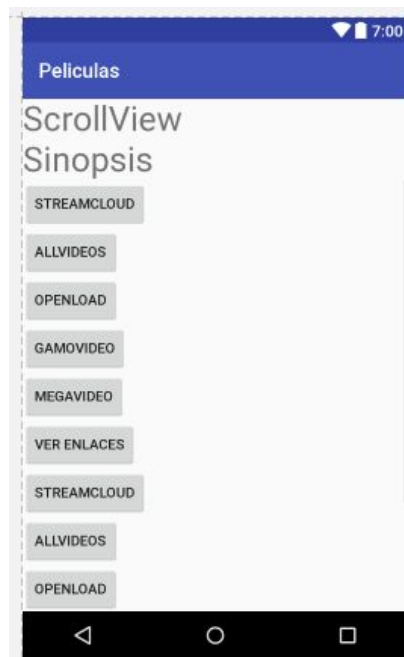 7:00
Peliculas
ScrollView
Sinopsis
STREAMCLOUD
ALLVIDEOS
OPENLOAD
GAMOVIDEO
MEGAVIDEO
VER ENLACES
STREAMCLOUD
ALLVIDEOS
OPENLOAD